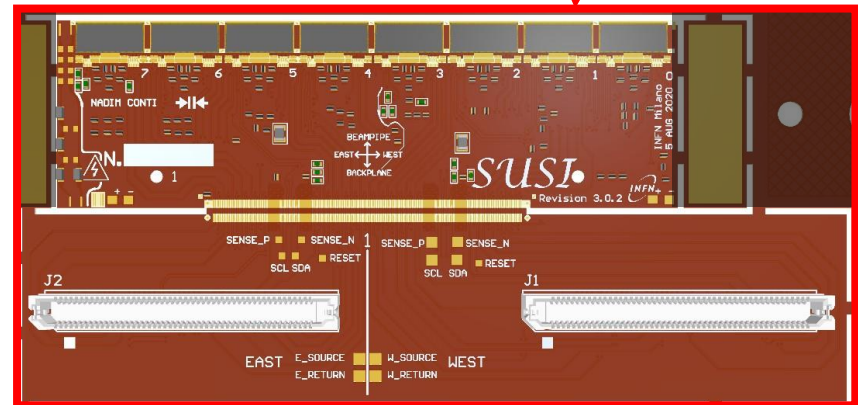 7 6 5 4 3 2 1 0
NADIM CONTI
INFN Milano
5 AUG 2020
BEAMPIPE
EAST WEST
BACKPLANE
N.
1
SUSI
INFN
+ -
+ -
Revision 3.0.2
SENSE_P SENSE_N
1
SENSE_P SENSE_N
SCL SDA
RESET
SCL SDA
RESET
J2
J1
EAST
E_SOURCE
W_SOURCE
WEST
E_RETURN
W_RETURN